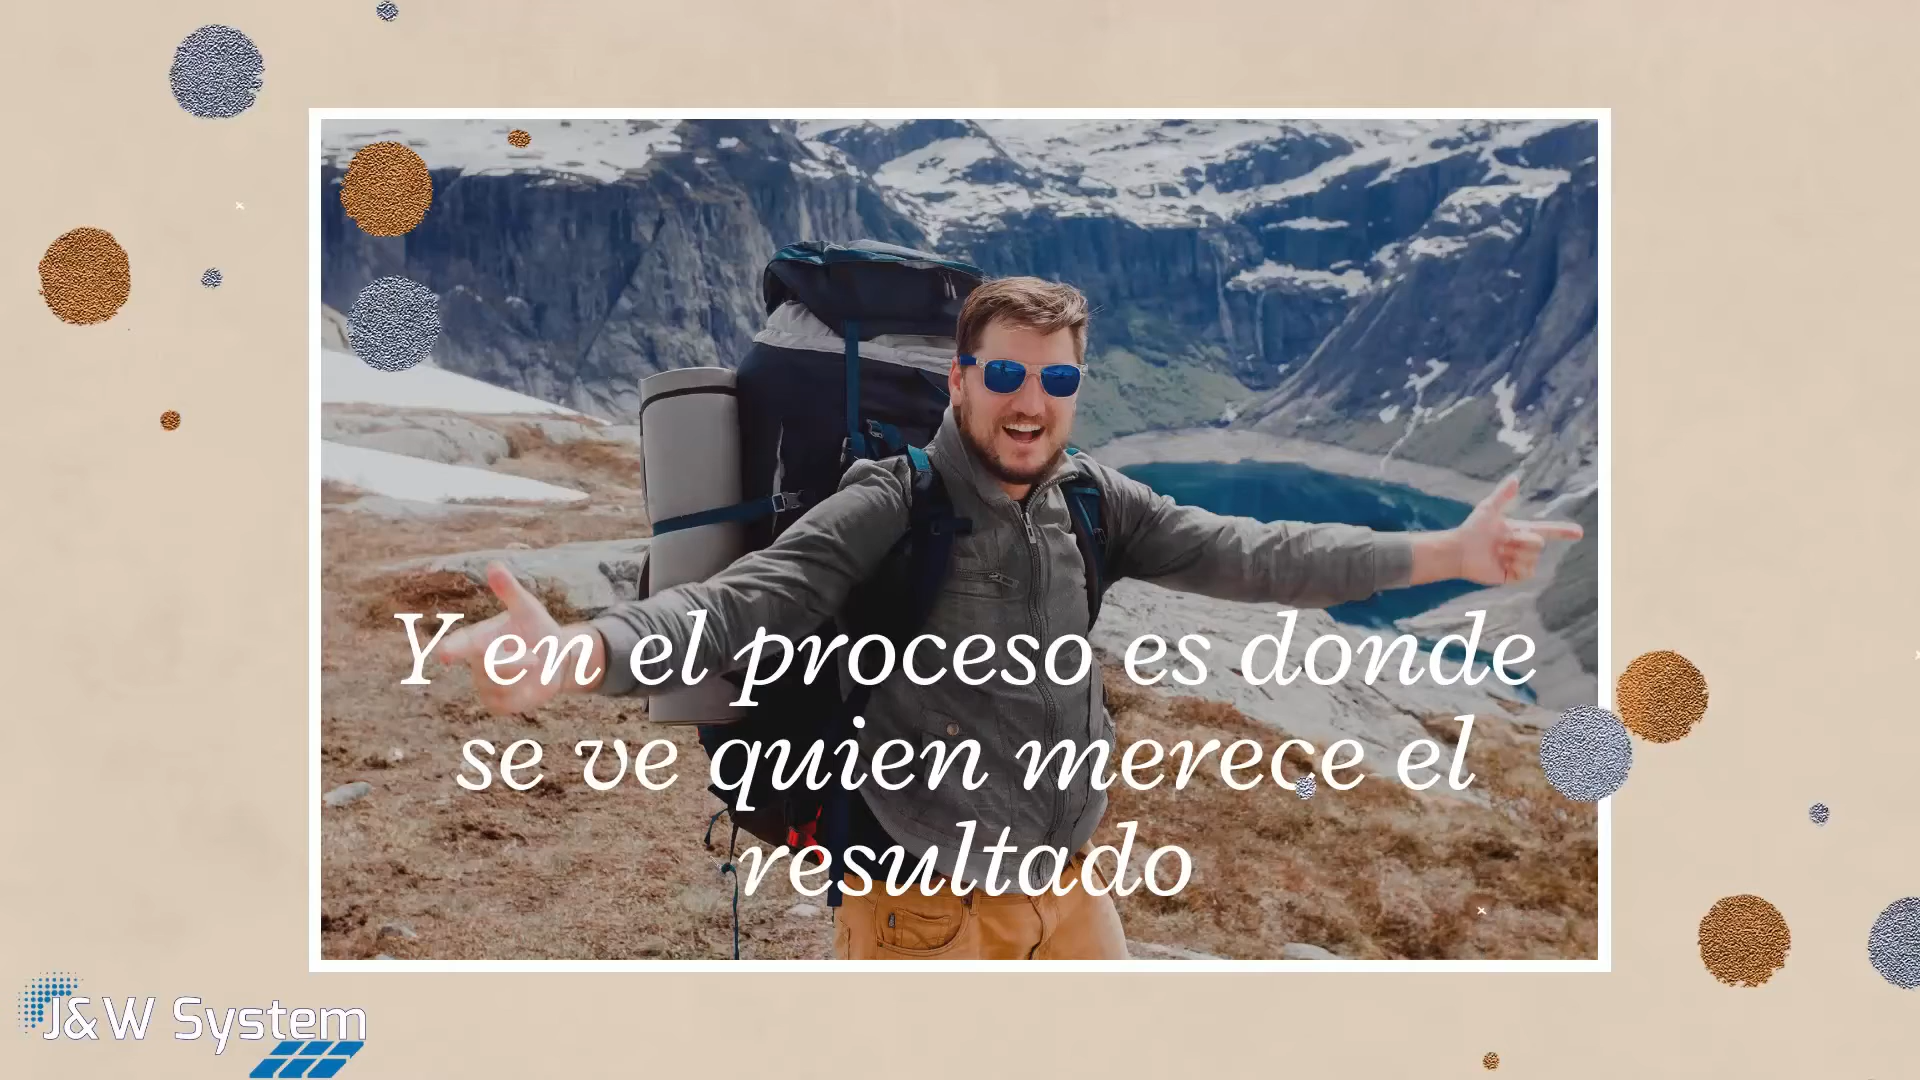 Y en el proceso es donde
se ve quien merece el
resultado
J&W System